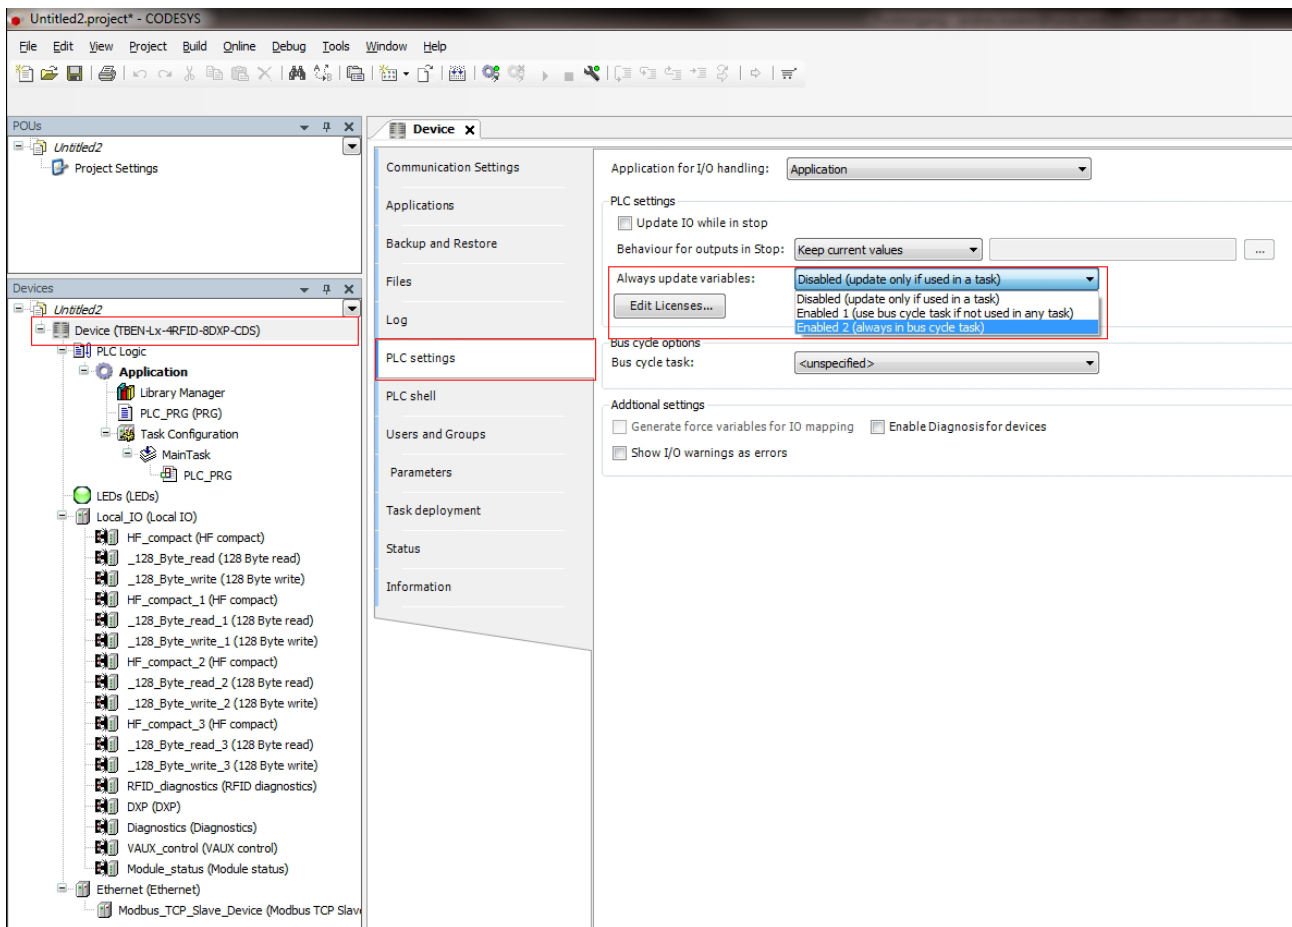 Untitled2.project* - CODESYS
File Edit View Project Build Online Debug Tools Window Help
POUs
Untitled2
Project Settings
Devices
Untitled2
Device (TBEN-Lx-4RFID-8DXP-CDS)
PLC Logic
Application
Library Manager
PLC_PRG (PRG)
Task Configuration
MainTask
PLC_PRG
LEDs (LEDs)
Local_IO (Local IO)
HF_compact (HF compact)
_128_Byte_read (128 Byte read)
_128_Byte_write (128 Byte write)
HF_compact_1 (HF compact)
_128_Byte_read_1 (128 Byte read)
_128_Byte_write_1 (128 Byte write)
HF_compact_2 (HF compact)
_128_Byte_read_2 (128 Byte read)
_128_Byte_write_2 (128 Byte write)
HF_compact_3 (HF compact)
_128_Byte_read_3 (128 Byte read)
_128_Byte_write_3 (128 Byte write)
RFID_diagnostics (RFID diagnostics)
DXP (DXP)
Diagnostics (Diagnostics)
VAUX_control (VAUX control)
Module_status (Module status)
Ethernet (Ethernet)
Modbus_TCP_Slave_Device (Modbus TCP Slav
Device
Communication Settings
Applications
Backup and Restore
Files
Log
PLC settings
PLC shell
Users and Groups
Parameters
Task deployment
Status
Information
Application for I/O handling: Application
PLC settings
Update IO while in stop
Behaviour for outputs in Stop: Keep current values ...
Always update variables: Disabled (update only if used in a task)
Disabled (update only if used in a task)
Enabled 1 (use bus cycle task if not used in any task)
Enabled 2 (always in bus cycle task)
Edit Licenses...
Bus cycle options
Bus cycle task: <unspecified>
Addtional settings
Generate force variables for IO mapping Enable Diagnosis for devices
Show I/O warnings as errors